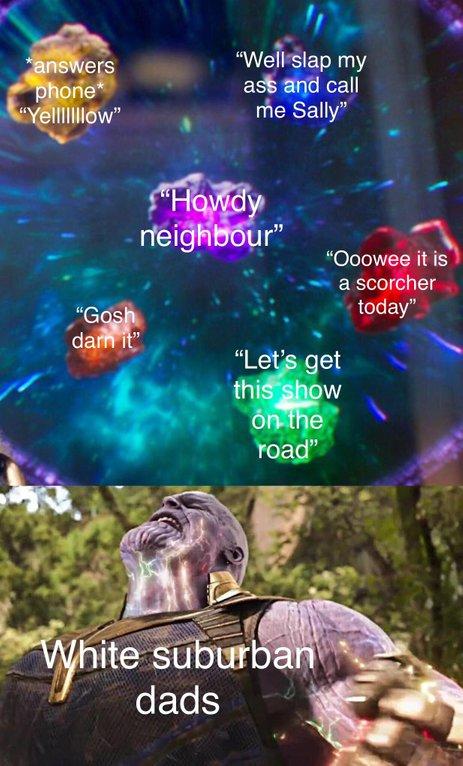 *answers
phone*
“Yelllllllow”
“Well slap my
ass and call
me Sally”
“Howdy
neighbour”
“Ooowee it is
a scorcher
today”
“Gosh
darn it”
“Let’s get
this show
on the
road”
White suburban
dads